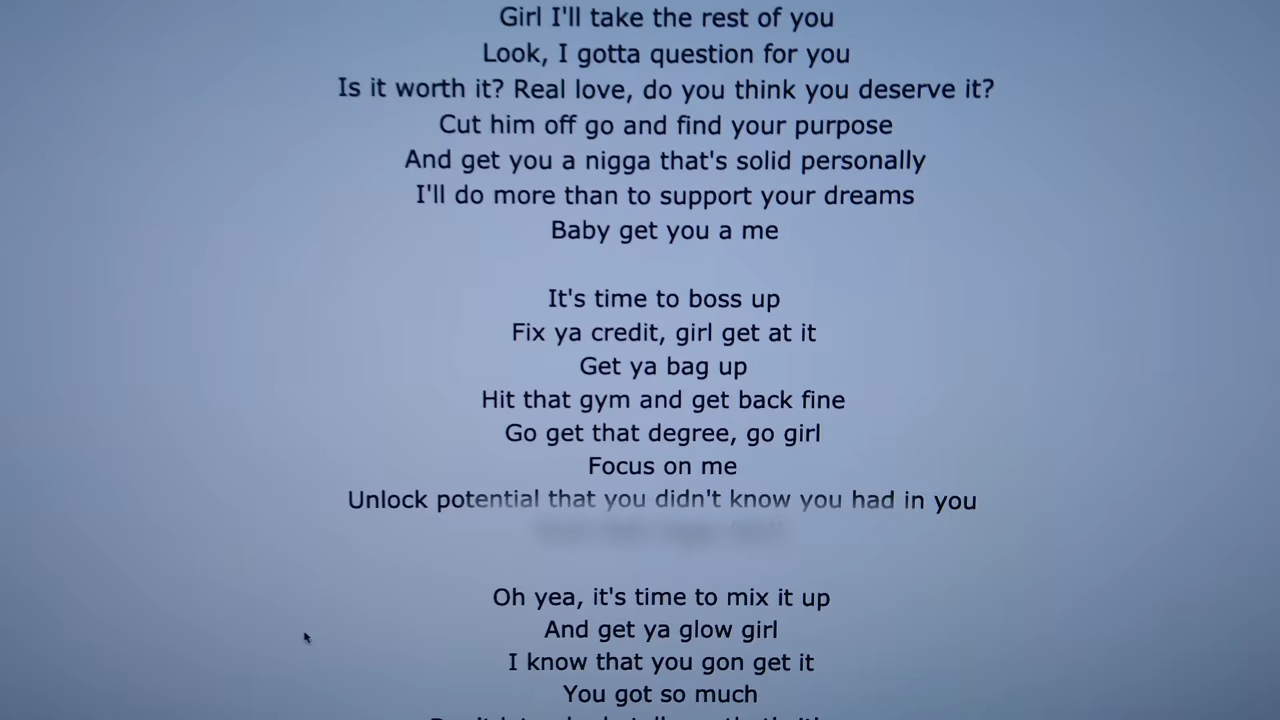 Girl I'll take the rest of you
Look, I gotta question for you
Is it worth it? Real love, do you think you deserve it?
Cut him off go and find your purpose
And get you a nigga that's solid personally
I'll do more than to support your dreams
Baby get you a me
It's time to boss up
Fix ya credit, girl get at it
Get ya bag up
Hit that gym and get back fine
Go get that degree, go girl
Focus on me
Unlock potential that you didn't know you had in you
Oh yea, it's time to mix it up
And get ya glow girl
I know that you gon get it
You got so much